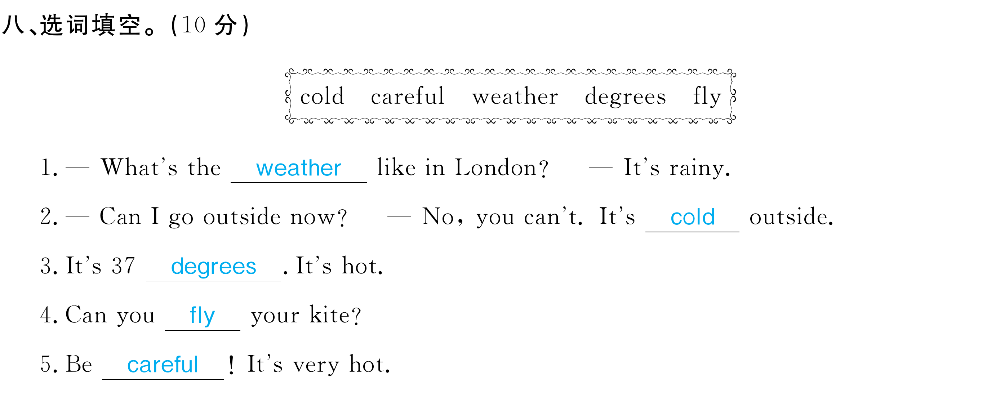 八、选词填空。(10 分)
cold careful weather degrees fly
1. — What's the weather like in London? — It's rainy.
2. — Can I go outside now? — No, you can't. It's cold outside.
3. It's 37 degrees. It's hot.
4. Can you fly your kite?
5. Be careful! It's very hot.